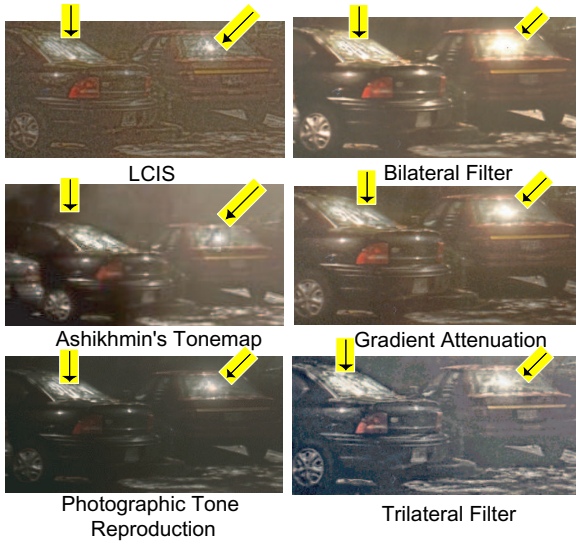 LCIS
Bilateral Filter
Ashikhmin's Tonemap
Gradient Attenuation
Photographic Tone
Reproduction
Trilateral Filter